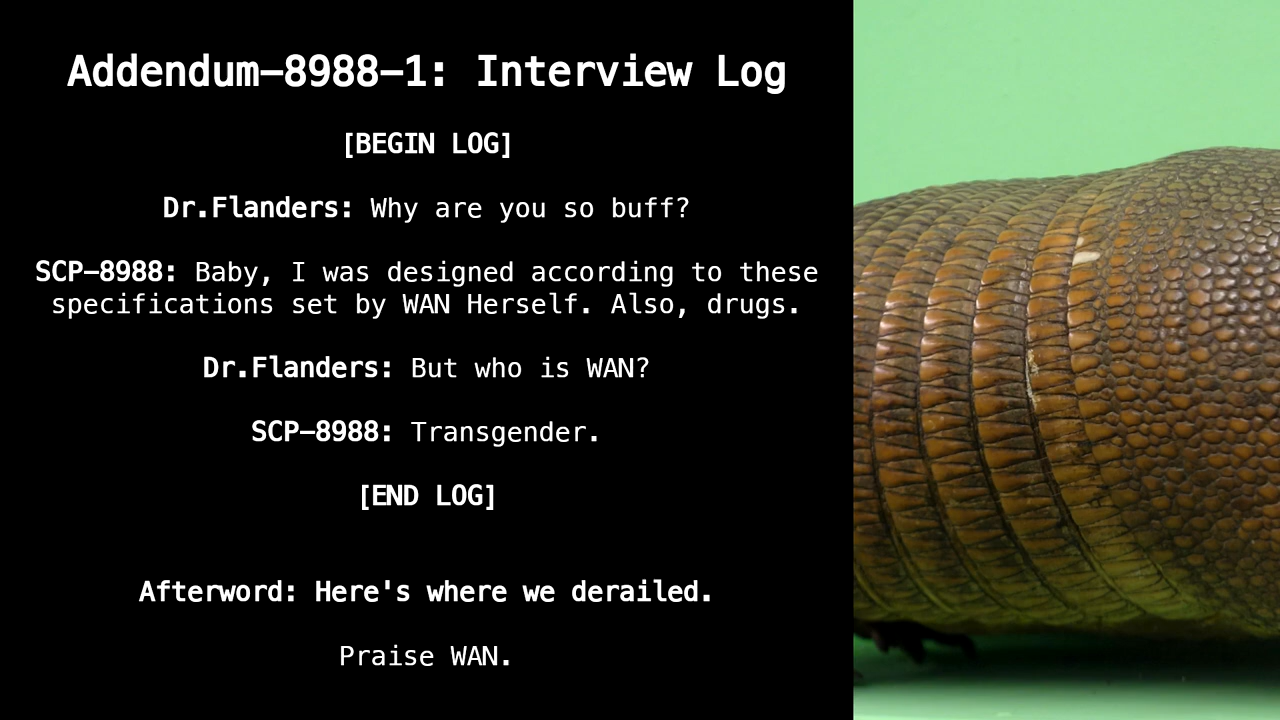 Addendum-8988-1: Interview Log
[BEGIN LOG]
Dr.Flanders: Why are you so buff?
SCP-8988: Baby, I was designed according to these
specifications set by WAN Herself. Also, drugs.
Dr.Flanders: But who is WAN?
SCP-8988: Transgender.
[END LOG]
Afterword: Here's where we derailed.
Praise WAN.